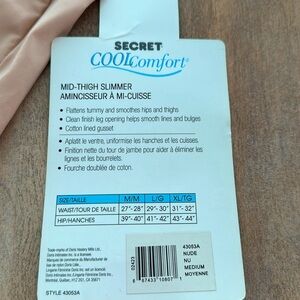 SECRET
COOLcomfort®
MID-THIGH SLIMMER
AMINCISSEUR À MI-CUISSE
• Flattens tummy and smoothes hips and thighs
• Clean finish leg opening helps smooth lines and bulges
• Cotton lined gusset
• Aplatit le ventre, uniformise les hanches et les cuisses.
• Finition nette du tour de jambe pour aider à éliminer les
lignes et les bourrelets.
• Fourche doublée de coton.
SIZE/TAILLE M/M L/G XL/TG
WAIST/TOUR DE TAILLE 27"-28" 29"- 30" 31"- 32"
HIP/HANCHES 39"- 40" 41"- 42" 43"- 44"
43053A
NUDE
NU
MEDIUM
MOYENNE
02423
STYLE 43053A